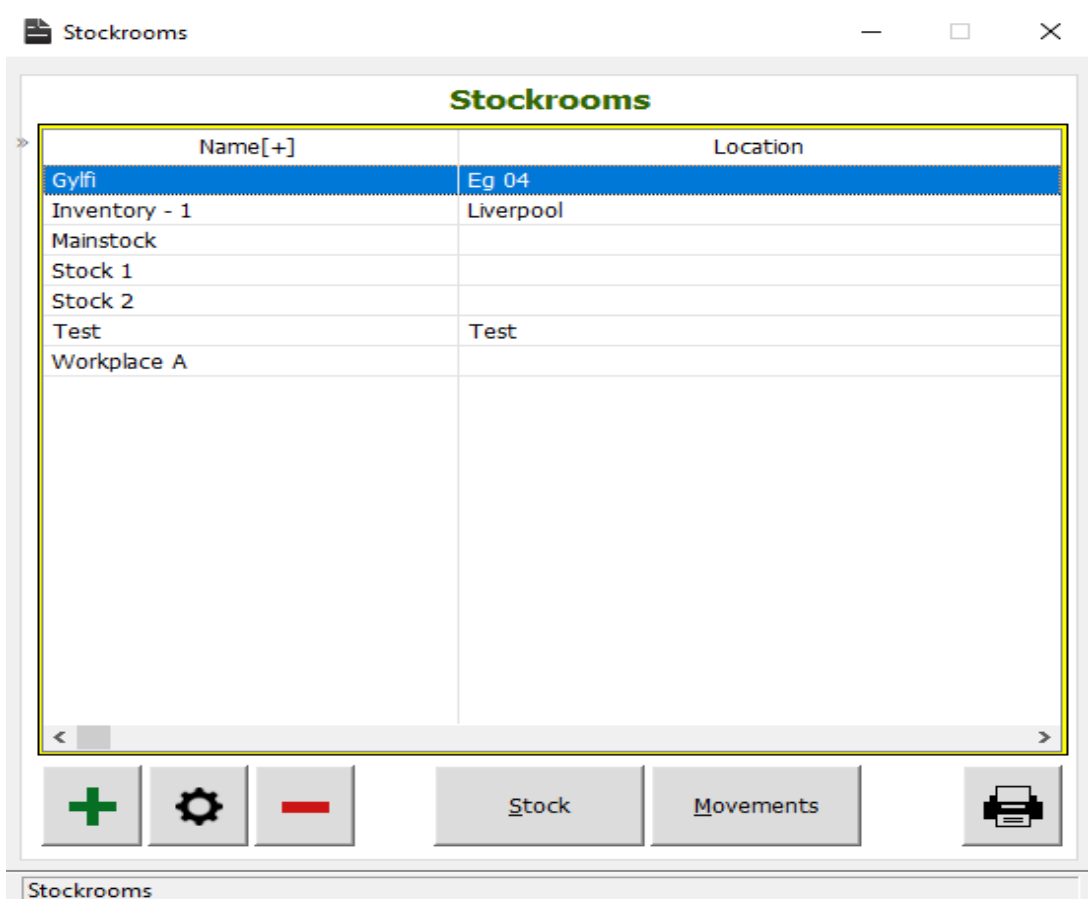 Stockrooms
Stockrooms
» Name[+] Location
Gylfi Eg 04
Inventory - 1 Liverpool
Mainstock
Stock 1
Stock 2
Test Test
Workplace A
Stock Movements
Stockrooms